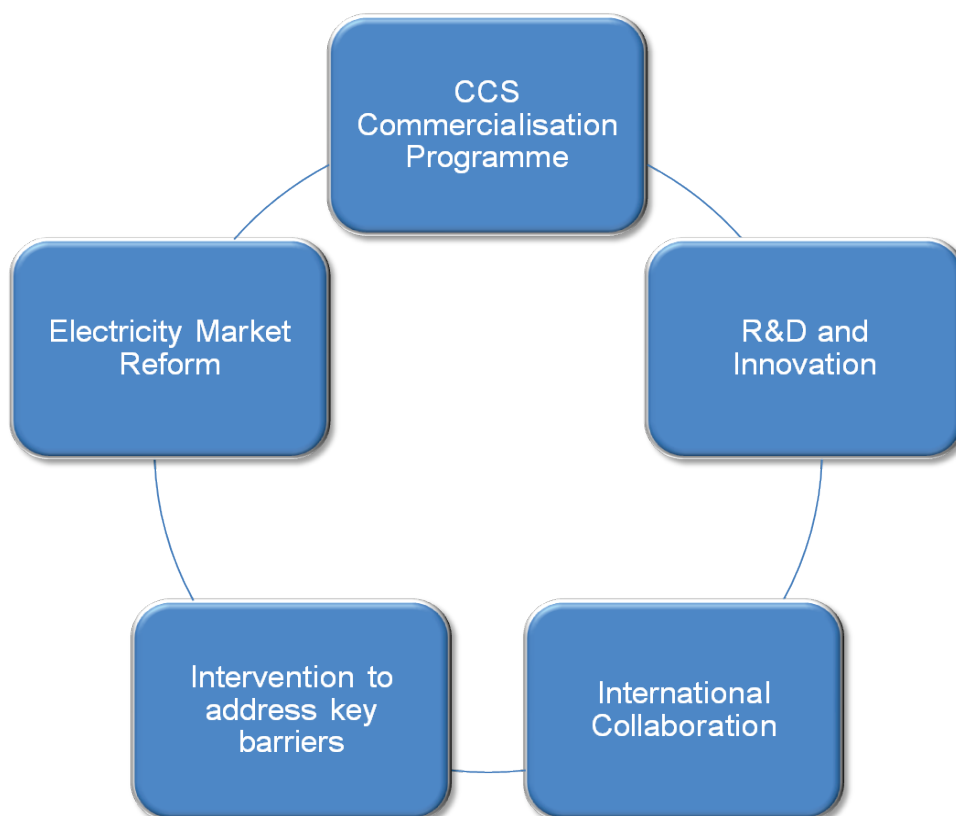 CCS
Commercialisation
Programme
Electricity Market
Reform
R&D and
Innovation
Intervention to
address key
barriers
International
Collaboration